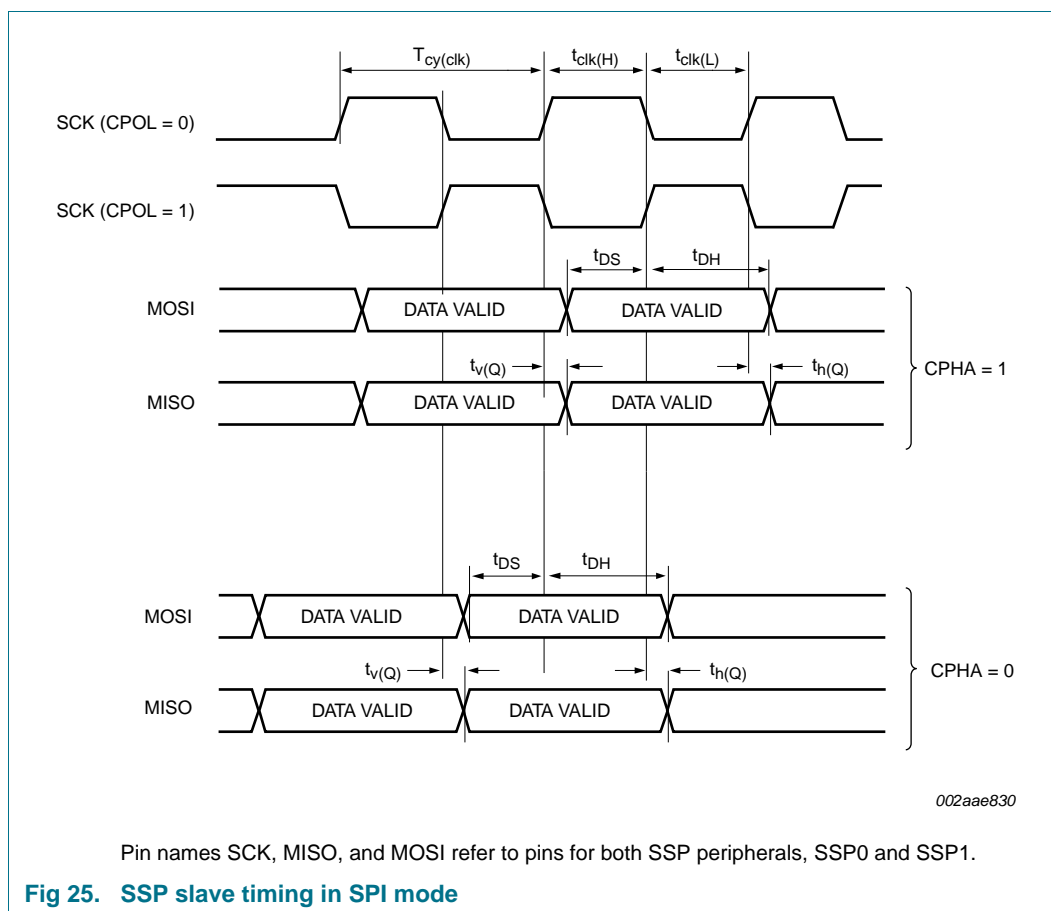 Tcy(clk) tclk(H) tclk(L)
SCK (CPOL = 0)
SCK (CPOL = 1)
tDS tDH
MOSI DATA VALID DATA VALID
tv(Q) th(Q)
CPHA = 1
MISO DATA VALID DATA VALID
tDS tDH
MOSI DATA VALID DATA VALID
tv(Q) th(Q)
CPHA = 0
MISO DATA VALID DATA VALID
002aae830
Pin names SCK, MISO, and MOSI refer to pins for both SSP peripherals, SSP0 and SSP1.
Fig 25. SSP slave timing in SPI mode